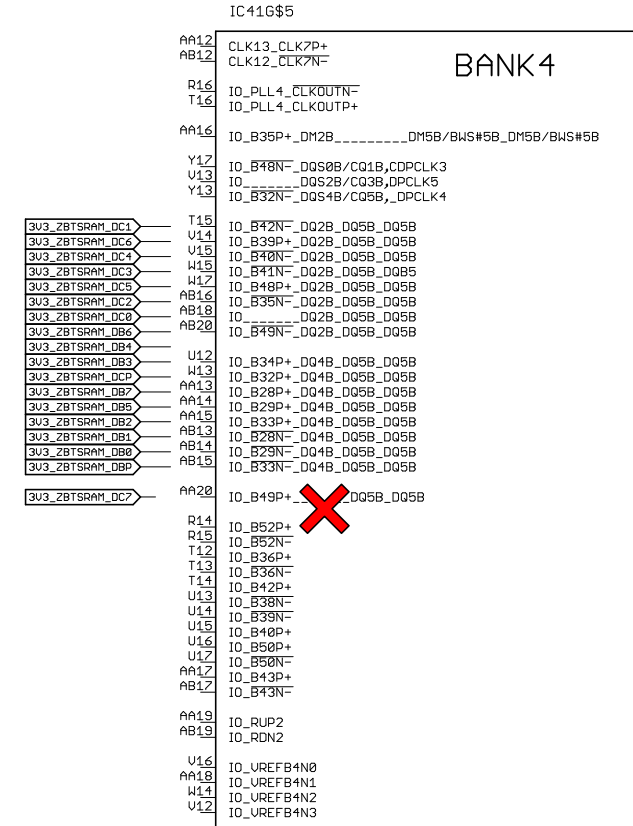 IC41G$5
BANK4
AA12 CLK13_CLK7P+
AB12 CLK12_CLK7N-
R16 IO_PLL4_CLKOUTN-
T16 IO_PLL4_CLKOUTP+
AA16 IO_B35P+_DM2B_________DM5B/BWS#5B_DM5B/BWS#5B
Y17 IO_B48N-_DQS0B/CQ1B,CDPCLK3
V13 IO_______DQS2B/CQ3B,DPCLK5
Y13 IO_B32N-_DQS4B/CQ5B,_DPCLK4
3V3_ZBTSRAM_DC1 T15 IO_B42N-_DQ2B_DQ5B_DQ5B
3V3_ZBTSRAM_DC6 V14 IO_B39P+_DQ2B_DQ5B_DQ5B
3V3_ZBTSRAM_DC4 V15 IO_B40N-_DQ2B_DQ5B_DQ5B
3V3_ZBTSRAM_DC3 W15 IO_B41N-_DQ2B_DQB5
3V3_ZBTSRAM_DC5 W17 IO_B48P+_DQ2B_DQ5B_DQ5B
3V3_ZBTSRAM_DC2 AB16 IO_B35N-_DQ2B_DQ5B_DQ5B
3V3_ZBTSRAM_DC0 AB18 IO_______DQ2B_DQ5B_DQ5B
3V3_ZBTSRAM_DB6 AB20 IO_B49N-_DQ2B_DQ5B_DQ5B
3V3_ZBTSRAM_DB4
3V3_ZBTSRAM_DB3 U12 IO_B34P+_DQ4B_DQ5B_DQ5B
3V3_ZBTSRAM_DCP W13 IO_B32P+_DQ4B_DQ5B_DQ5B
3V3_ZBTSRAM_DB7 AA13 IO_B28P+_DQ4B_DQ5B_DQ5B
3V3_ZBTSRAM_DB5 AA14 IO_B29P+_DQ4B_DQ5B_DQ5B
3V3_ZBTSRAM_DB2 AA15 IO_B33P+_DQ4B_DQ5B_DQ5B
3V3_ZBTSRAM_DB1 AB13 IO_B28N-_DQ4B_DQ5B_DQ5B
3V3_ZBTSRAM_DB0 AB14 IO_B29N-_DQ4B_DQ5B_DQ5B
3V3_ZBTSRAM_DBP AB15 IO_B33N-_DQ4B_DQ5B_DQ5B
3V3_ZBTSRAM_DC7 AA20 IO_B49P+______DQ5B_DQ5B
R14 IO_B52P+
R15 IO_B52N-
T12 IO_B36P+
T13 IO_B36N-
T14 IO_B42P+
U13 IO_B38N-
U14 IO_B39N-
U15 IO_B40P+
U16 IO_B50P+
U17 IO_B50N-
AA17 IO_B43P+
AB17 IO_B43N-
AA19 IO_RUP2
AB19 IO_RDN2
V16 IO_VREFB4N0
AA18 IO_VREFB4N1
W14 IO_VREFB4N2
V12 IO_VREFB4N3